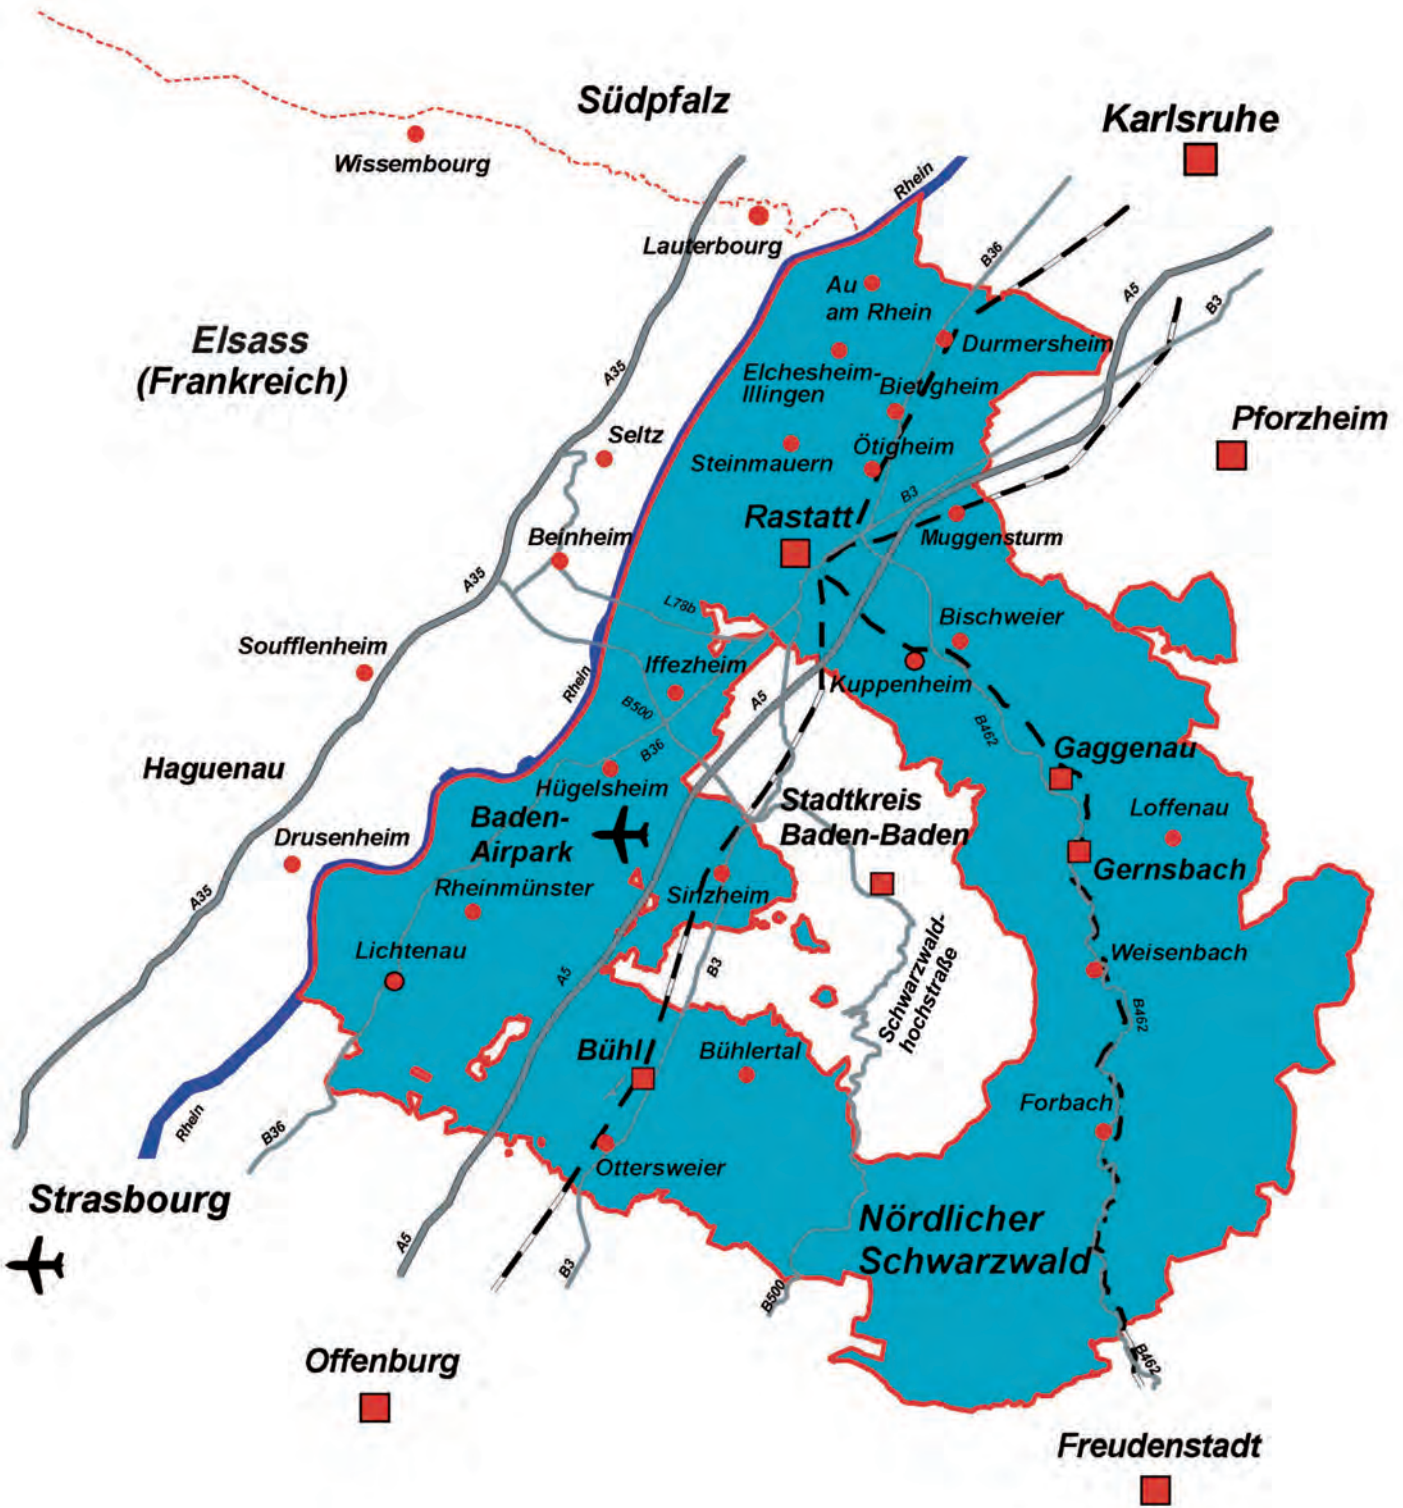 Südpfalz
Karlsruhe
Wissembourg
Rhein
Lauterbourg
B36
Au
am Rhein
A5
B3
Elsass
(Frankreich)
A35
Durmersheim
Elchesheim-
Illingen
Bietigheim
Pforzheim
Seltz
Steinmauern
Ötigheim
B3
Rastatt
Beinheim
Muggensturm
A35
L78b
Bischweier
Soufflenheim
Iffezheim
Rhein
Kuppenheim
A5
B500
B462
B36
Gaggenau
Haguenau
Hügelsheim
Stadtkreis
Baden-Baden
Loffenau
Baden-
Airpark
Drusenheim
Gernsbach
Rheinmünster
Sinzheim
A35
Lichtenau
Weisenbach
B3
A5
Schwarzwald-
hochstraße
B462
Bühl
Bühlertal
Forbach
Rhein
B36
Ottersweier
Strasbourg
Nördlicher
Schwarzwald
A5
B3
B500
Offenburg
B462
Freudenstadt